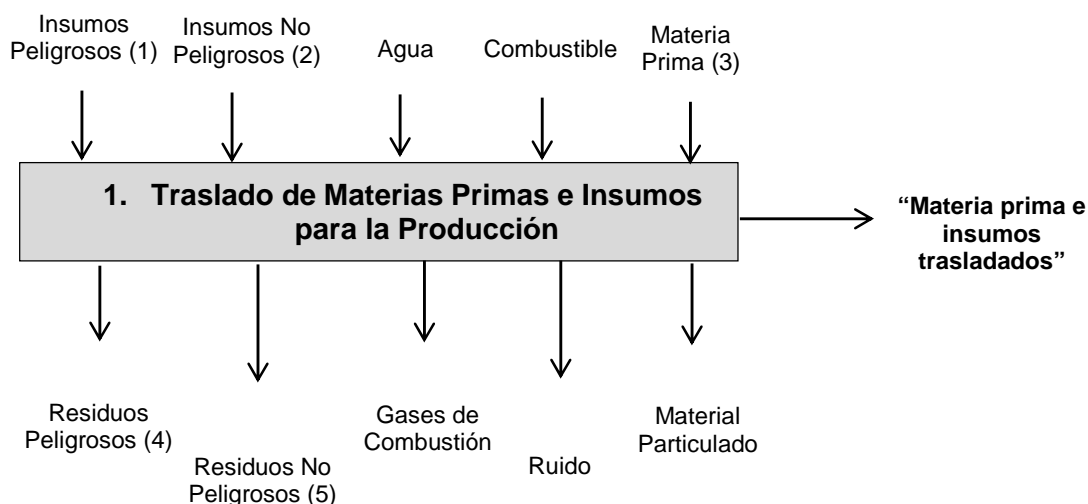 Insumos
Peligrosos (1)
Insumos No
Peligrosos (2)
Agua
Combustible
Materia
Prima (3)
1. Traslado de Materias Primas e Insumos
para la Producción
“Materia prima e
insumos
trasladados”
Residuos
Peligrosos (4)
Residuos No
Peligrosos (5)
Gases de
Combustión
Ruido
Material
Particulado